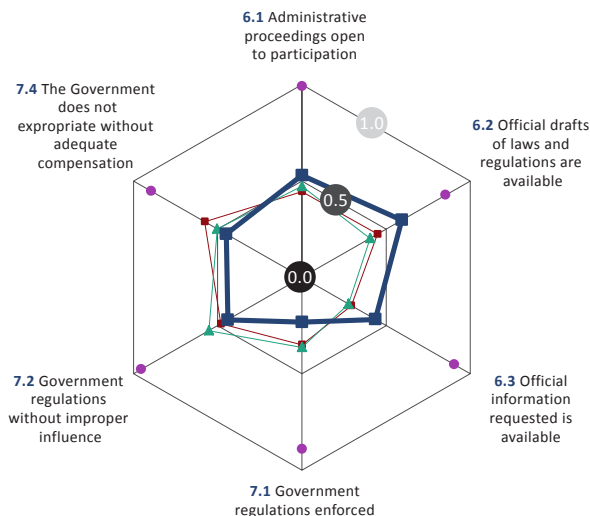 6.1 Administrative
proceedings open
to participation
7.4 The Government
does not
expropriate without
adequate
compensation
1.0
6.2 Official drafts
of laws and
regulations are
available
0.5
0.0
7.2 Government
regulations
without improper
influence
6.3 Official
information
requested is
available
7.1 Government
regulations enforced